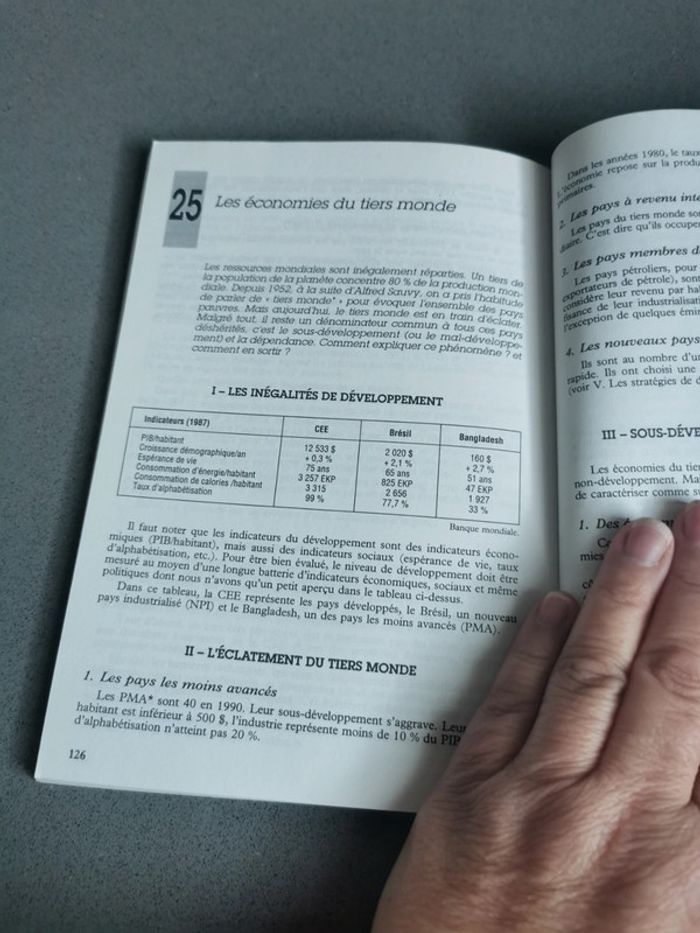 25
Les économies du tiers monde
Les ressources mondiales sont inégalement réparties. Un tiers de
la population de la planète concentre 80 % de la production mon-
diale. Depuis 1952, à la suite d'Alfred Sauvy, on a pris l'habitude
de parler de « tiers monde* » pour évoquer l'ensemble des pays
pauvres. Mais aujourd'hui, le tiers monde est en train d'éclater.
Malgré tout, il reste un dénominateur commun à tous ces pays
déshérités, c'est le sous-développement (ou le mal-développe-
ment) et la dépendance. Comment expliquer ce phénomène ? et
comment en sortir ?
I – LES INÉGALITÉS DE DÉVELOPPEMENT
Indicateurs (1987) CEE Brésil Bangladesh
PIB/habitant 12 533 $ 2 020 $ 160 $
Croissance démographique/an + 0,3 % + 2,1 % + 2,7 %
Espérance de vie 75 ans 65 ans 51 ans
Consommation d'énergie/habitant 3 257 EKP 825 EKP 47 EKP
Consommation de calories /habitant 3 315 2 656 1 927
Taux d'alphabétisation 99 % 77,7 % 33 %
Banque mondiale.
Il faut noter que les indicateurs du développement sont des indicateurs écono-
miques (PIB/habitant), mais aussi des indicateurs sociaux (espérance de vie, taux
d'alphabétisation, etc.). Pour être bien évalué, le niveau de développement doit être
mesuré au moyen d'une longue batterie d'indicateurs économiques, sociaux et même
politiques dont nous n'avons qu'un petit aperçu dans le tableau ci-dessus.
Dans ce tableau, la CEE représente les pays développés, le Brésil, un nouveau
pays industrialisé (NPI) et le Bangladesh, un des pays les moins avancés (PMA).
II – L'ÉCLATEMENT DU TIERS MONDE
1. Les pays les moins avancés
Les PMA* sont 40 en 1990. Leur sous-développement s'aggrave. Leur
habitant est inférieur à 500 $, l'industrie représente moins de 10 % du PIB
d'alphabétisation n'atteint pas 20 %.
126
Dans les années 1980, le taux
L'économie repose sur la produ
primaires.
2. Les pays à revenu inte
Les pays du tiers monde so
diaire. C'est dire qu'ils occupe
3. Les pays membres d
Les pays pétroliers, pour
exportateurs de pétrole), sont
considère leur revenu par hab
finance de leur industrialisa
l'exception de quelques émi
4. Les nouveaux pays
Ils sont au nombre d'u
rapide. Ils ont choisi une
(voir V. Les stratégies de
III – SOUS-DÉVE
Les économies du tie
non-développement. Ma
de caractériser comme su
1. Des
Ce
mies